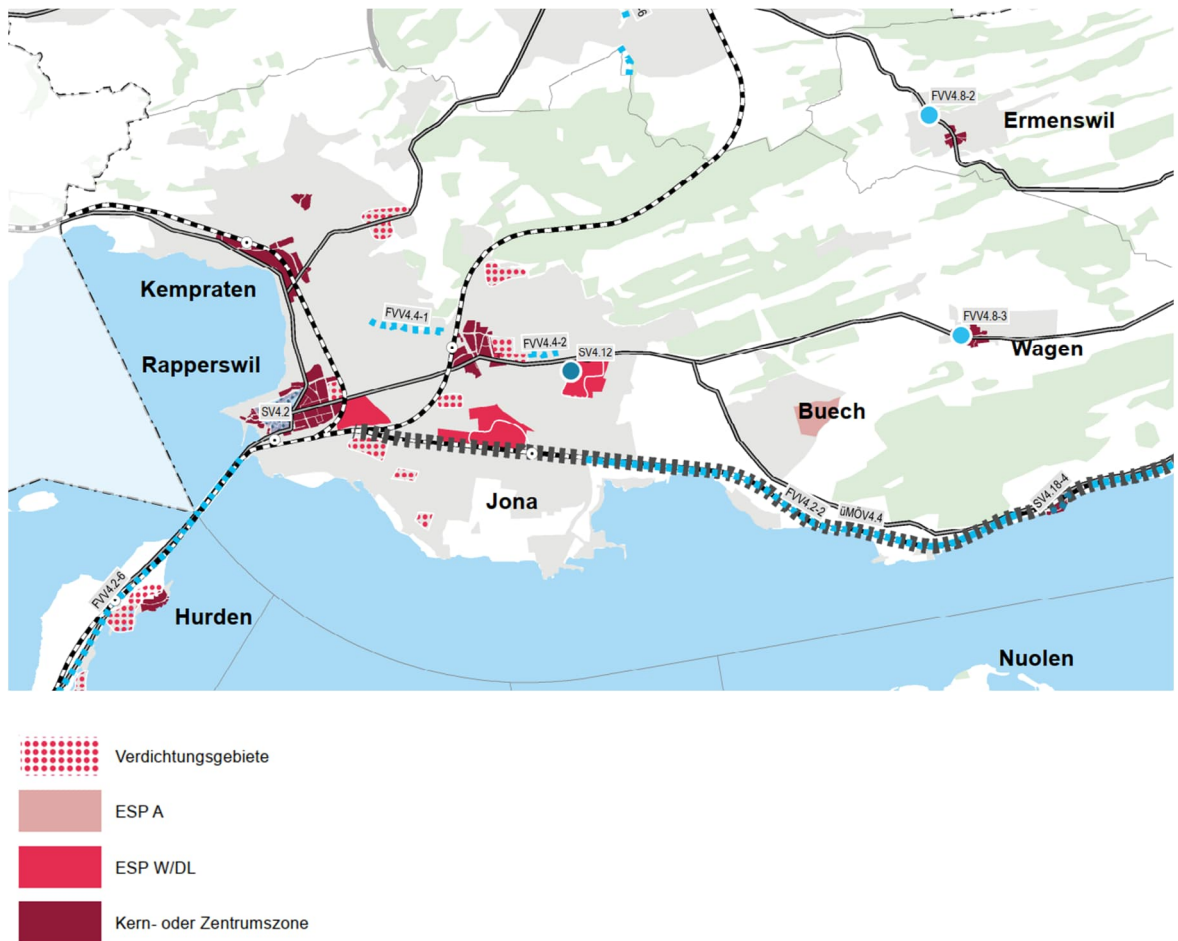 FVV4.8-2
Ermenswil
Kempraten
FVV4.4-1
FVV4.8-3
FVV4.4-2
SV4.12
Wagen
Rapperswil
SV4.2
Buech
Jona
FVV4.2-2
üMÖV4.4
SV4.18-4
FVV4.2-6
Hurden
Nuolen
Verdichtungsgebiete
ESP A
ESP W/DL
Kern- oder Zentrumszone